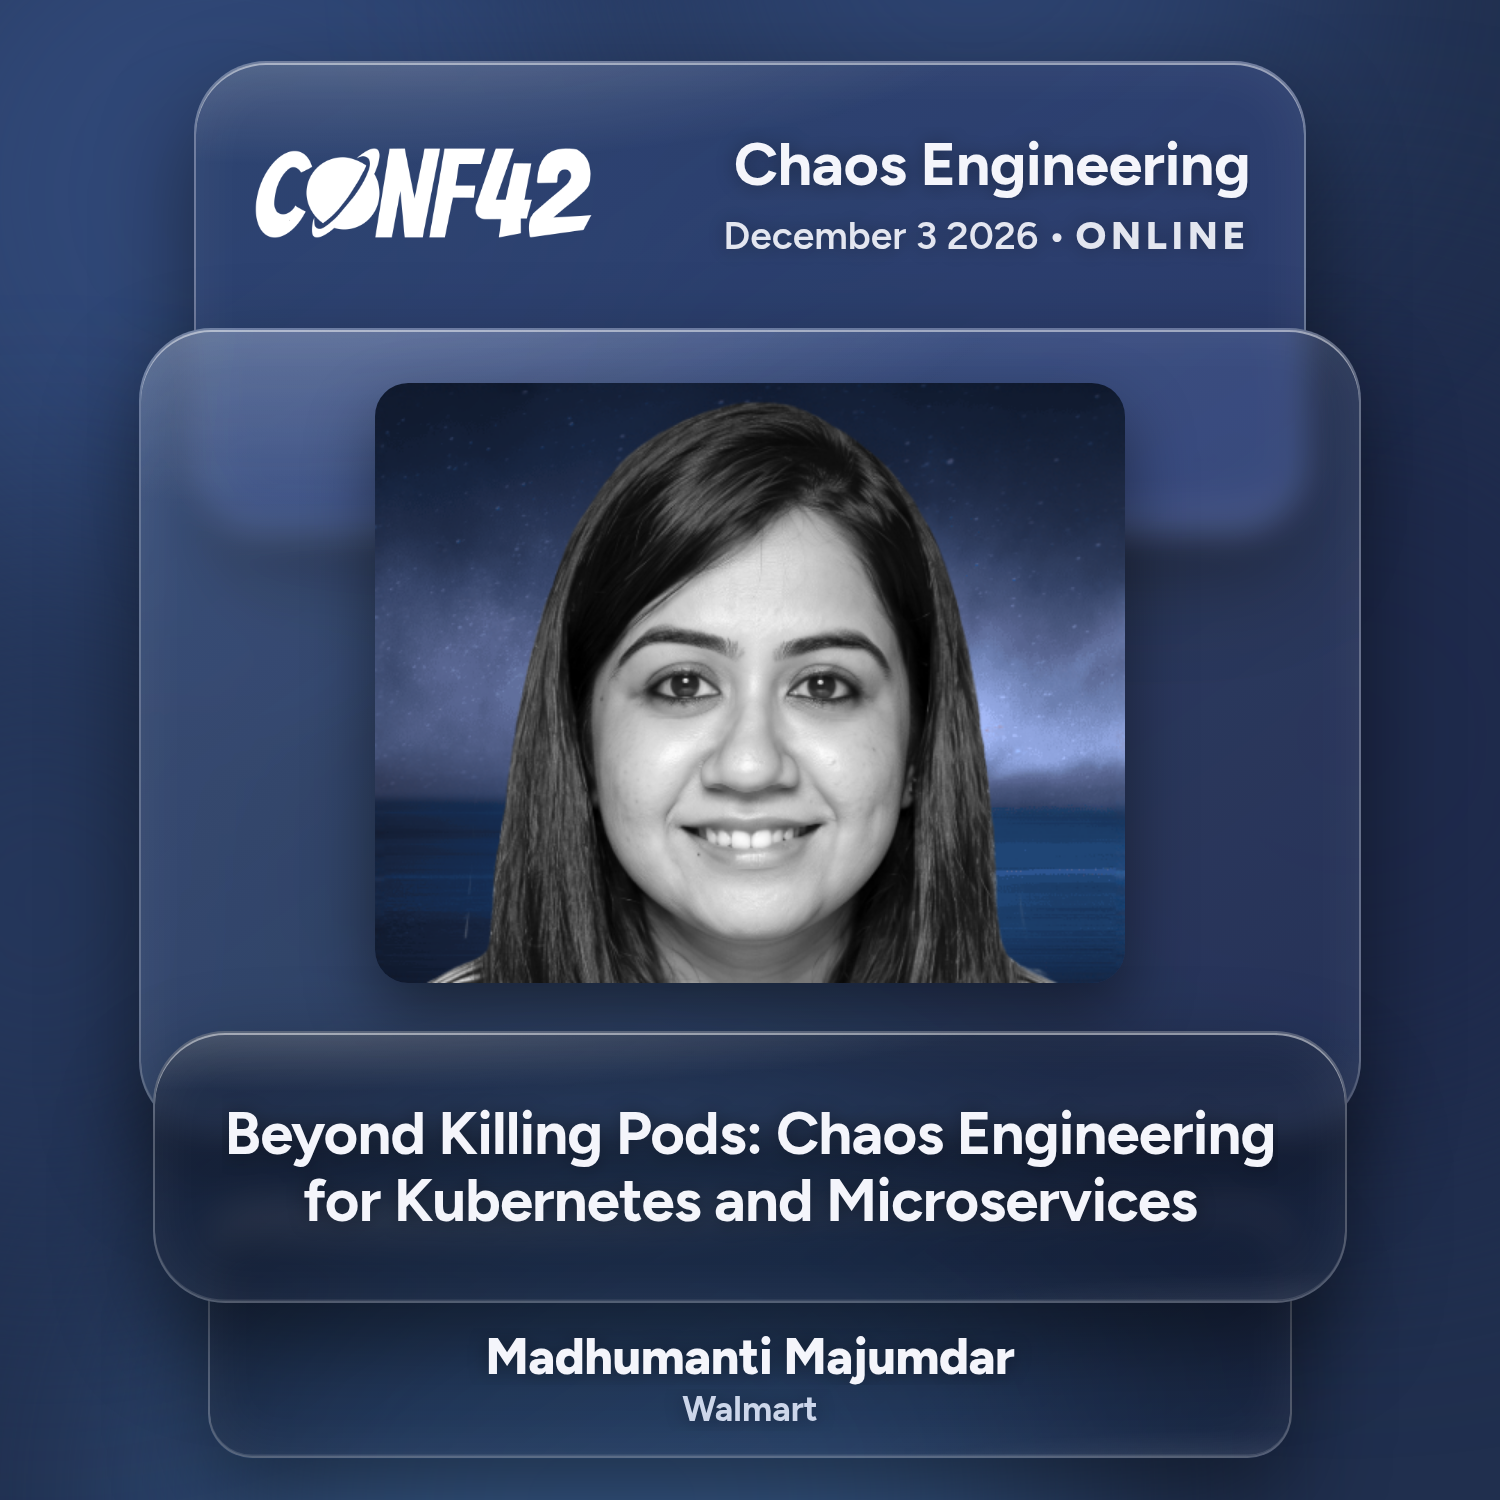 CONF42
Chaos Engineering
December 3 2026 • ONLINE
Beyond Killing Pods: Chaos Engineering
for Kubernetes and Microservices
Madhumanti Majumdar
Walmart